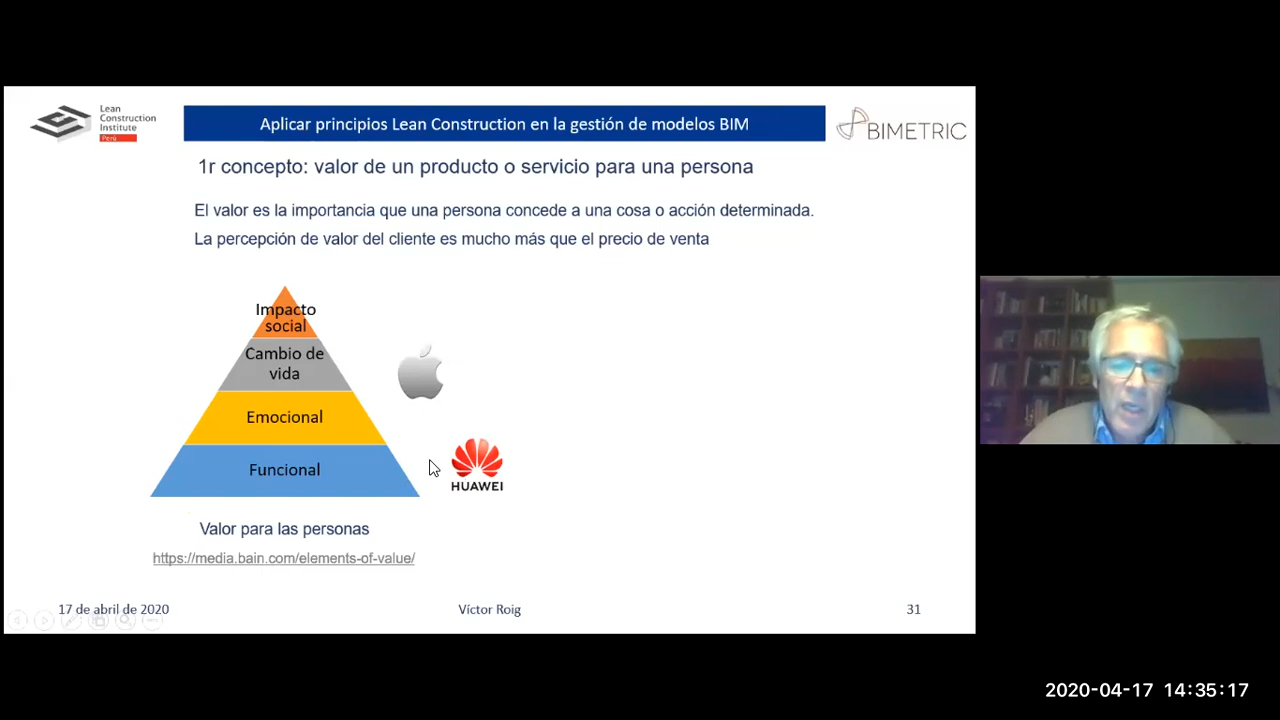 Lean
Construction
Institute
Perú
Aplicar principios Lean Construction en la gestión de modelos BIM
BIMETRIC
1r concepto: valor de un producto o servicio para una persona
El valor es la importancia que una persona concede a una cosa o acción determinada.
La percepción de valor del cliente es mucho más que el precio de venta
Impacto
social
Cambio de
vida
Emocional
Funcional
HUAWEI
Valor para las personas
https://media.bain.com/elements-of-value/
17 de abril de 2020
Víctor Roig
31
2020-04-17 14:35:17